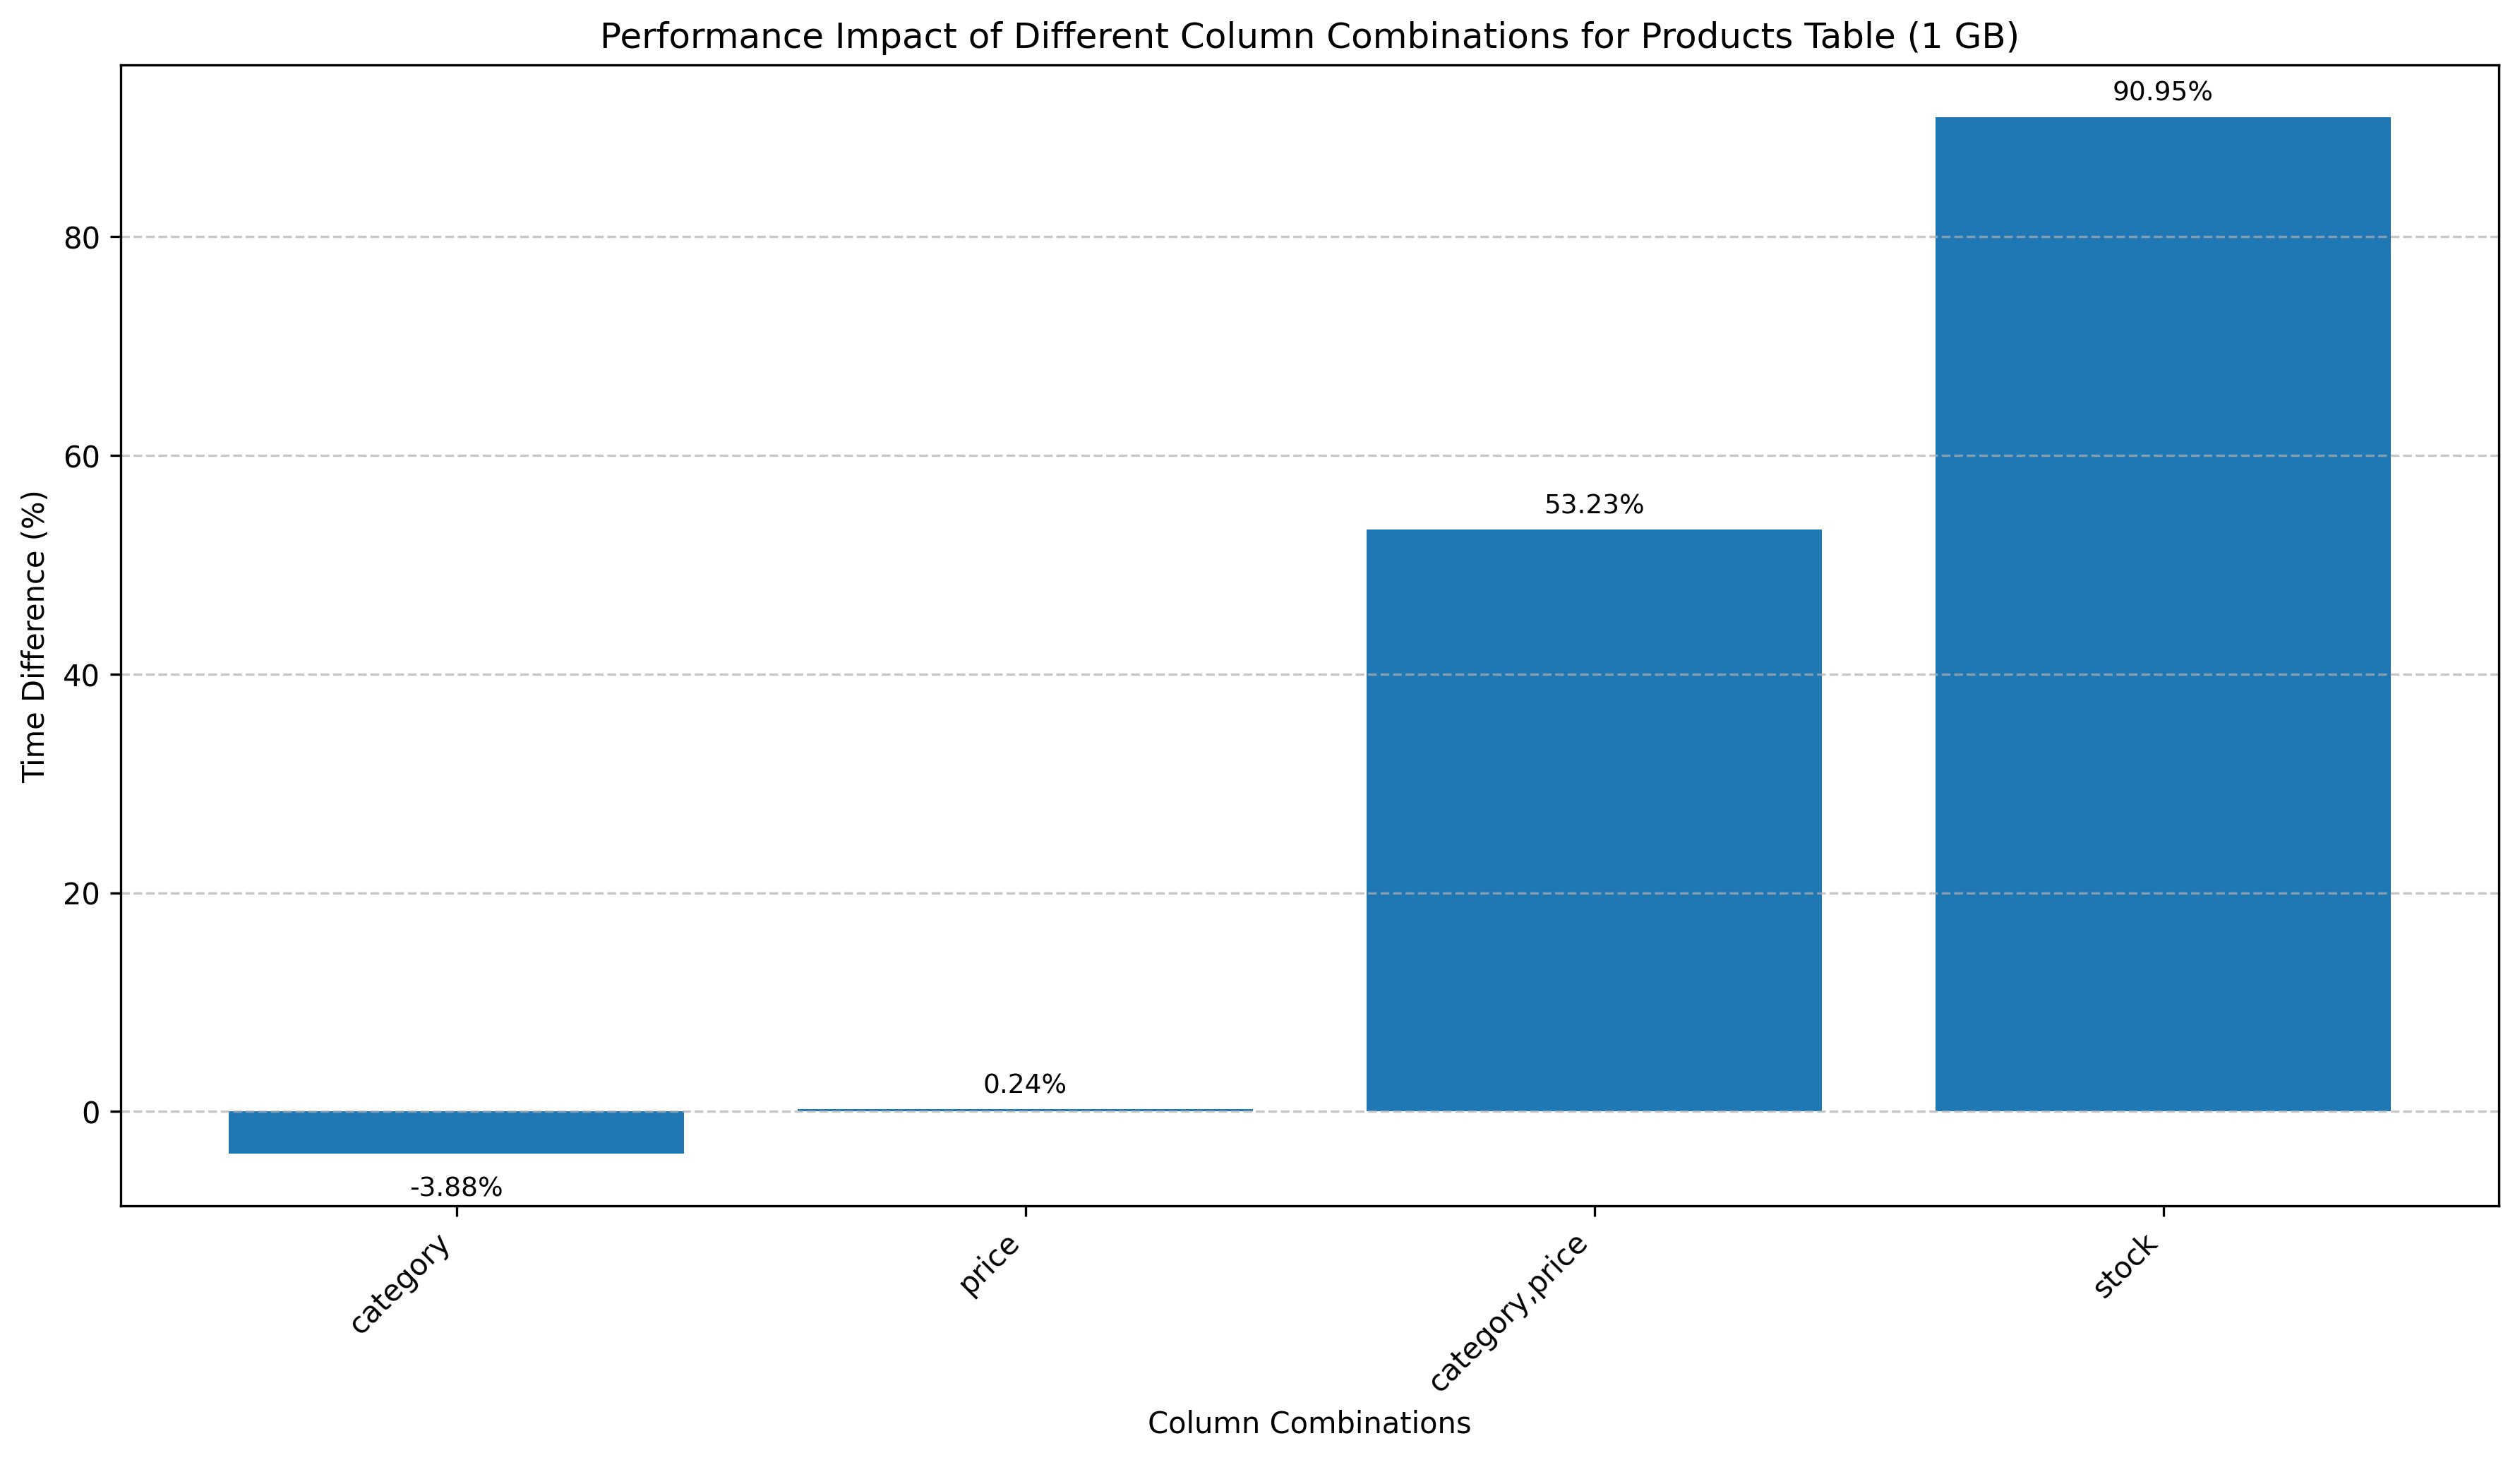 Performance Impact of Different Column Combinations for Products Table (1 GB)
90.95%
80
60
53.23%
Time Difference (%)
40
20
0.24%
0
-3.88%
category
price
category,price
stock
Column Combinations